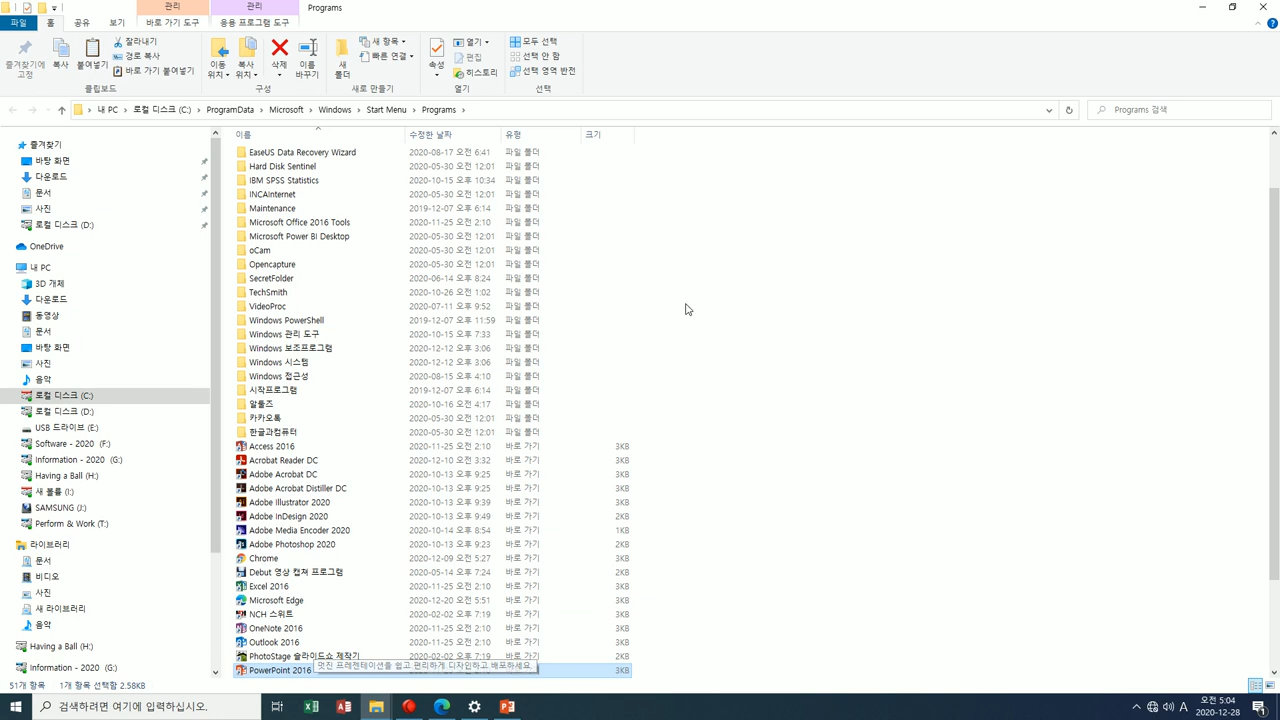 관리 관리 Programs
파일 홈 공유 보기 바로 가기 도구 응용 프로그램 도구
즐겨찾기에 고정
복사
붙여넣기
잘라내기
경로 복사
바로 가기 붙여넣기
클립보드
이동 위치
복사 위치
삭제
이름 바꾸기
구성
새 폴더
새 항목
빠른 연결
새로 만들기
속성
열기
편집
히스토리
열기
모두 선택
선택 안 함
선택 영역 반전
선택
내 PC › 로컬 디스크 (C:) › ProgramData › Microsoft › Windows › Start Menu › Programs ›
Programs 검색
즐겨찾기
바탕 화면
다운로드
문서
사진
로컬 디스크 (D:)
OneDrive
내 PC
3D 개체
다운로드
동영상
문서
바탕 화면
사진
음악
로컬 디스크 (C:)
로컬 디스크 (D:)
USB 드라이브 (E:)
Software - 2020 (F:)
Information - 2020 (G:)
Having a Ball (H:)
새 볼륨 (I:)
SAMSUNG (J:)
Perform & Work (T:)
라이브러리
문서
비디오
사진
새 라이브러리
음악
Having a Ball (H:)
Information - 2020 (G:)
이름 수정한 날짜 유형 크기
EaseUS Data Recovery Wizard 2020-08-17 오전 6:41 파일 폴더
Hard Disk Sentinel 2020-05-30 오전 12:01 파일 폴더
IBM SPSS Statistics 2020-10-15 오후 10:34 파일 폴더
INCAInternet 2020-05-30 오전 12:01 파일 폴더
Maintenance 2019-12-07 오후 6:14 파일 폴더
Microsoft Office 2016 Tools 2020-11-25 오전 2:10 파일 폴더
Microsoft Power BI Desktop 2020-05-30 오전 12:01 파일 폴더
oCam 2020-05-30 오전 12:01 파일 폴더
Opencapture 2020-05-30 오전 12:01 파일 폴더
SecretFolder 2020-06-14 오후 8:24 파일 폴더
TechSmith 2020-10-26 오전 1:02 파일 폴더
VideoProc 2020-07-11 오후 9:52 파일 폴더
Windows PowerShell 2019-12-07 오후 11:59 파일 폴더
Windows 관리 도구 2020-10-15 오후 7:33 파일 폴더
Windows 보조프로그램 2020-12-12 오후 3:06 파일 폴더
Windows 시스템 2020-12-12 오후 3:06 파일 폴더
Windows 접근성 2020-08-15 오후 4:10 파일 폴더
시작프로그램 2019-12-07 오후 6:14 파일 폴더
알툴즈 2020-10-16 오전 4:17 파일 폴더
카카오톡 2020-05-30 오전 12:01 파일 폴더
한글과컴퓨터 2020-05-30 오전 12:01 파일 폴더
Access 2016 2020-11-25 오전 2:10 바로 가기 3KB
Acrobat Reader DC 2020-12-10 오전 3:32 바로 가기 3KB
Adobe Acrobat DC 2020-10-13 오후 9:25 바로 가기 3KB
Adobe Acrobat Distiller DC 2020-10-13 오후 9:25 바로 가기 3KB
Adobe Illustrator 2020 2020-10-13 오후 9:39 바로 가기 3KB
Adobe InDesign 2020 2020-10-13 오후 9:49 바로 가기 2KB
Adobe Media Encoder 2020 2020-10-14 오후 8:54 바로 가기 1KB
Adobe Photoshop 2020 2020-10-13 오후 9:23 바로 가기 2KB
Chrome 2020-12-09 오전 5:27 바로 가기 3KB
Debut 영상 캡쳐 프로그램 2020-05-14 오후 7:24 바로 가기 2KB
Excel 2016 2020-11-25 오전 2:10 바로 가기 3KB
Microsoft Edge 2020-12-20 오전 5:51 바로 가기 3KB
NCH 스위트 2020-02-02 오후 7:19 바로 가기 3KB
OneNote 2016 2020-11-25 오전 2:10 바로 가기 3KB
Outlook 2016 2020-11-25 오전 2:10 바로 가기 3KB
PhotoStage 슬라이드쇼 제작기 2020-02-02 오후 7:19 바로 가기 2KB
PowerPoint 2016 3KB
멋진 프레젠테이션을 쉽고 편리하게 디자인하고 배포하세요.
51개 항목 1개 항목 선택함 2.58KB
검색하려면 여기에 입력하십시오.
A
오전 5:04
2020-12-28
1